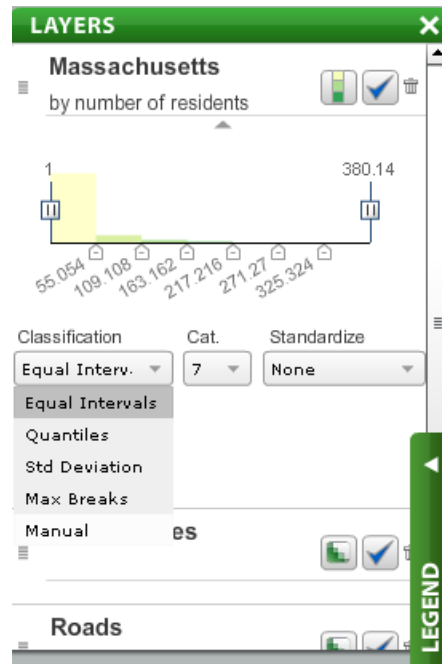 LAYERS
Massachusetts
by number of residents
1 380.14
55.054 109.108 163.162 217.216 271.27 325.324
Classification Cat. Standardize
Equal Interv. 7 None
Equal Intervals
Quantiles
Std Deviation
Max Breaks
Manual
es
Roads
LEGEND